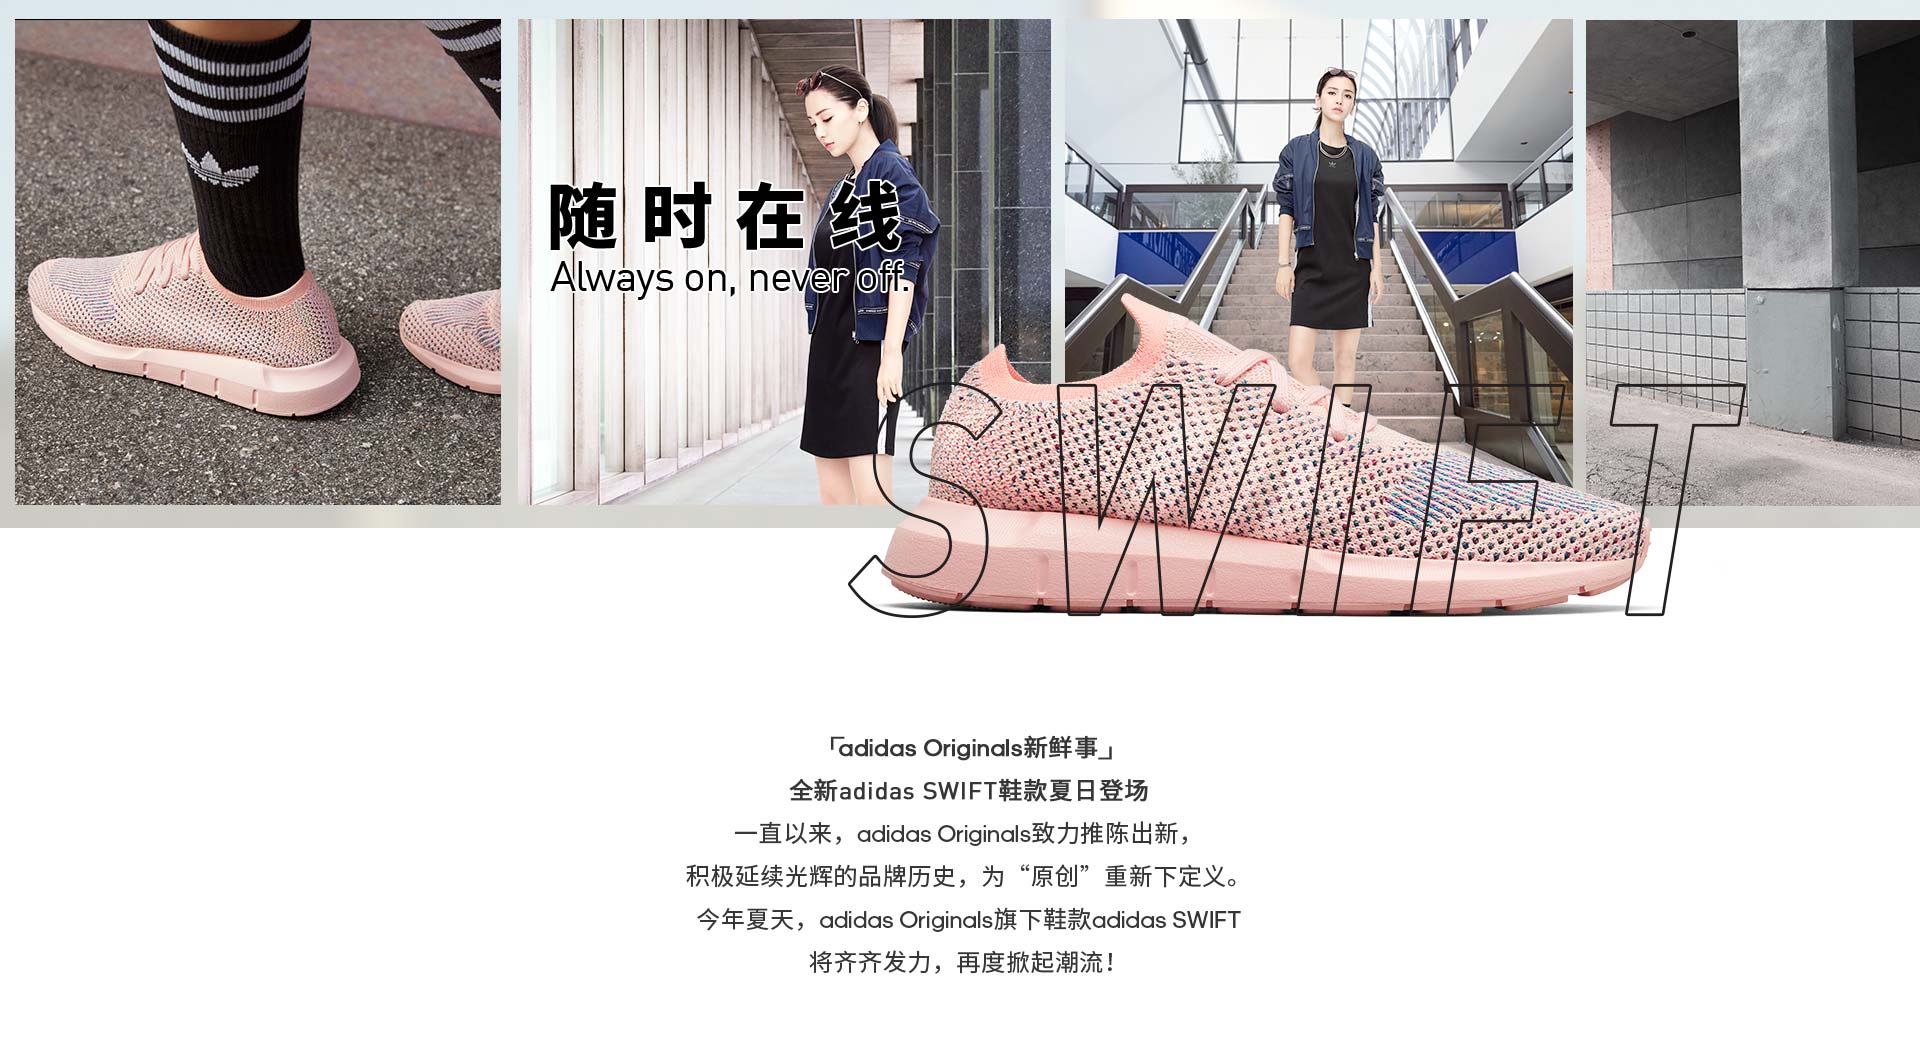 随时在线
Always on, never off.
SWIFT
「adidas Originals新鲜事」
全新adidas SWIFT鞋款夏日登场
一直以来，adidas Originals致力推陈出新，
积极延续光辉的品牌历史，为“原创”重新下定义。
今年夏天，adidas Originals旗下鞋款adidas SWIFT
将齐齐发力，再度掀起潮流！